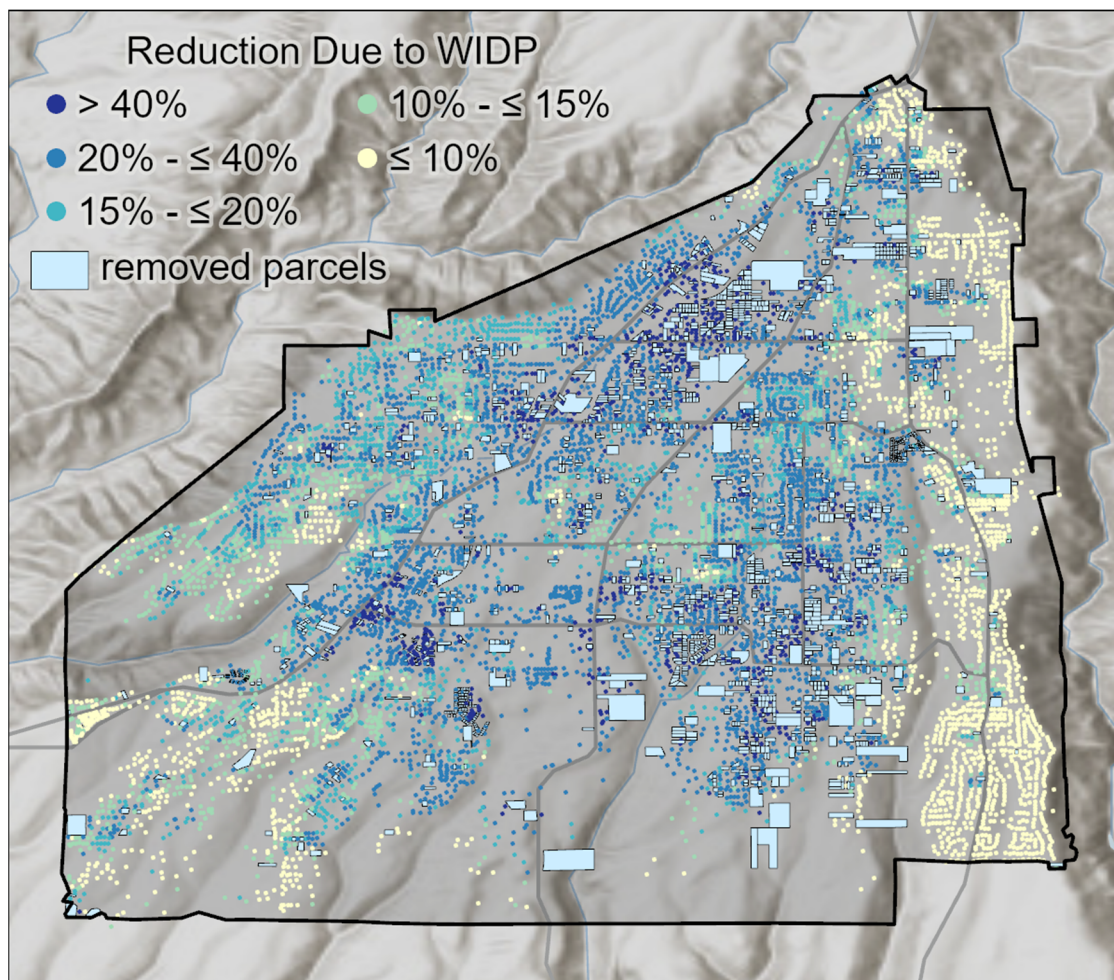 Reduction Due to WIDP
> 40%
10% - ≤ 15%
20% - ≤ 40%
≤ 10%
15% - ≤ 20%
removed parcels